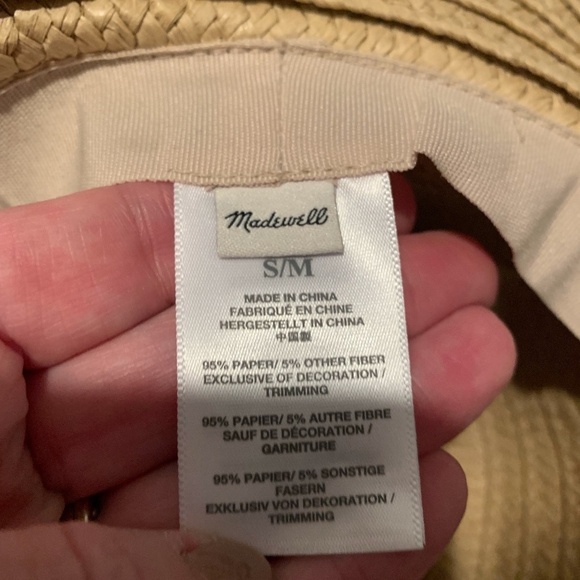 Madewell
S/M
MADE IN CHINA
FABRIQUÉ EN CHINE
HERGESTELLT IN CHINA
中国製
95% PAPER/ 5% OTHER FIBER
EXCLUSIVE OF DECORATION /
TRIMMING
95% PAPIER/ 5% AUTRE FIBRE
SAUF DE DÉCORATION /
GARNITURE
95% PAPIER/ 5% SONSTIGE
FASERN
EXKLUSIV VON DEKORATION /
TRIMMING